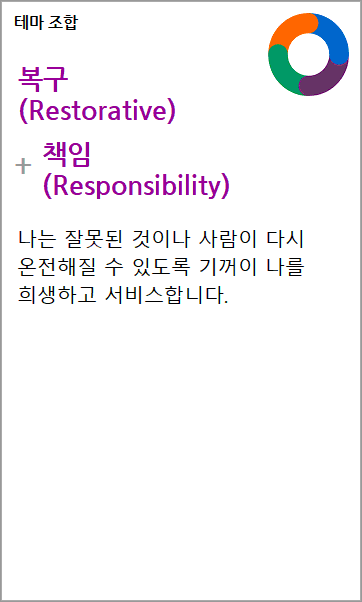 테마 조합
복구
(Restorative)
+ 책임
(Responsibility)
나는 잘못된 것이나 사람이 다시
온전해질 수 있도록 기꺼이 나를
희생하고 서비스합니다.